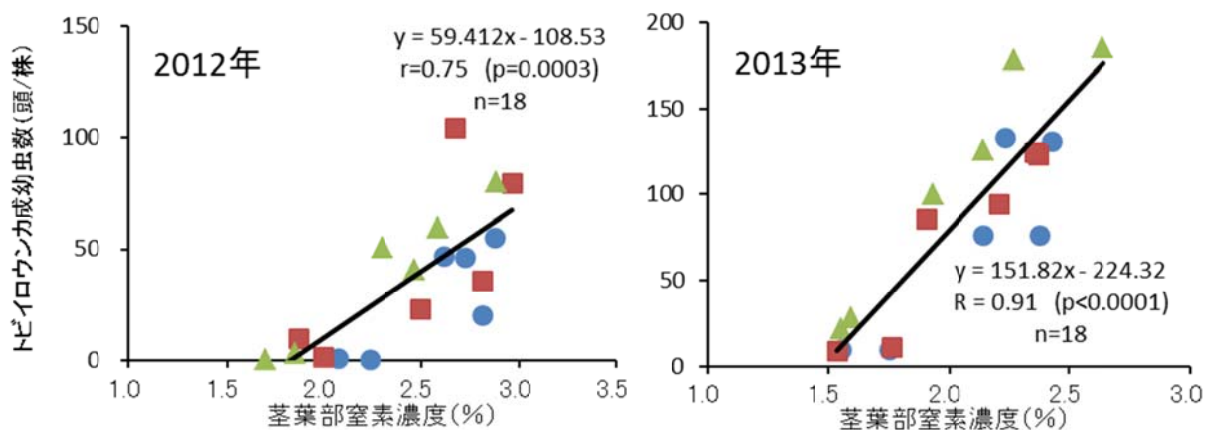 トビイロウンカ成幼虫数(頭/株)
150
100
50
0
2012年
y = 59.412x - 108.53
r=0.75 (p=0.0003)
n=18
1.0 1.5 2.0 2.5 3.0 3.5
茎葉部窒素濃度(%)
200
150
100
50
0
2013年
y = 151.82x - 224.32
R = 0.91 (p<0.0001)
n=18
1.0 1.5 2.0 2.5 3.0
茎葉部窒素濃度(%)